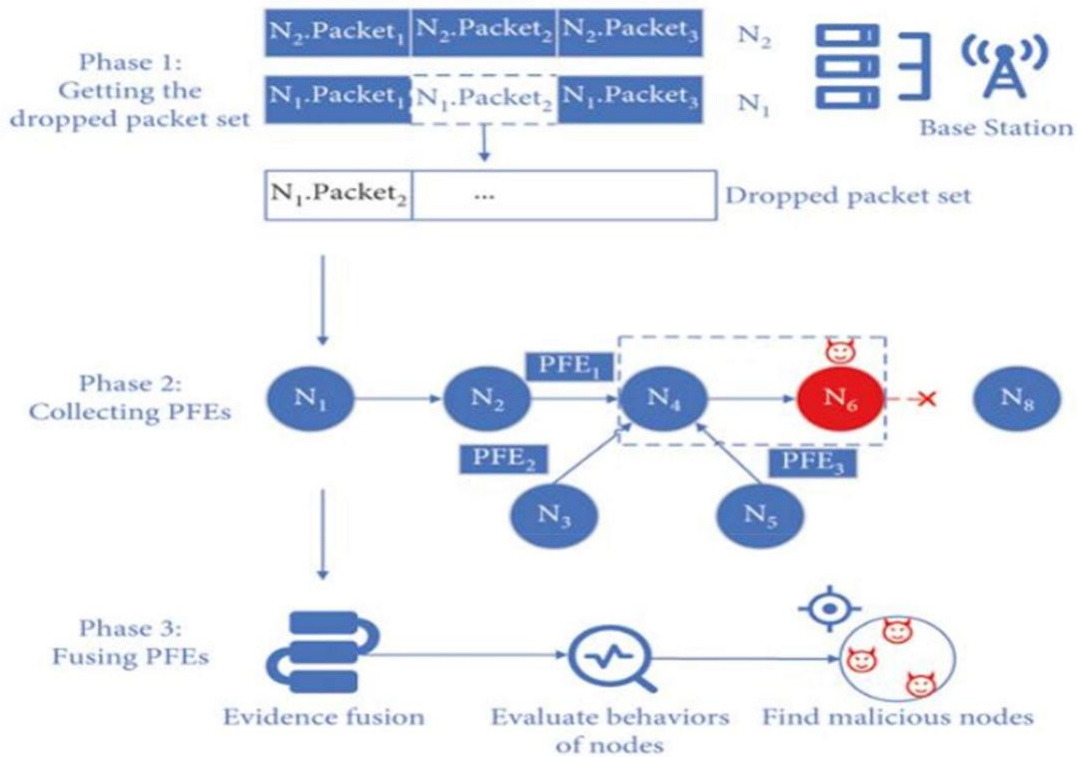 N₂.Packet₁ N₂.Packet₂ N₂.Packet₃ N₂
Phase 1:
Getting the
dropped packet set
N₁.Packet₁ N₁.Packet₂ N₁.Packet₃ N₁
Base Station
N₁.Packet₂ ... Dropped packet set
Phase 2:
Collecting PFEs
PFE₁
N₁ N₂ N₄ N₆ N₈
PFE₂ PFE₃
N₃ N₅
Phase 3:
Fusing PFEs
Evidence fusion
Evaluate behaviors
of nodes
Find malicious nodes